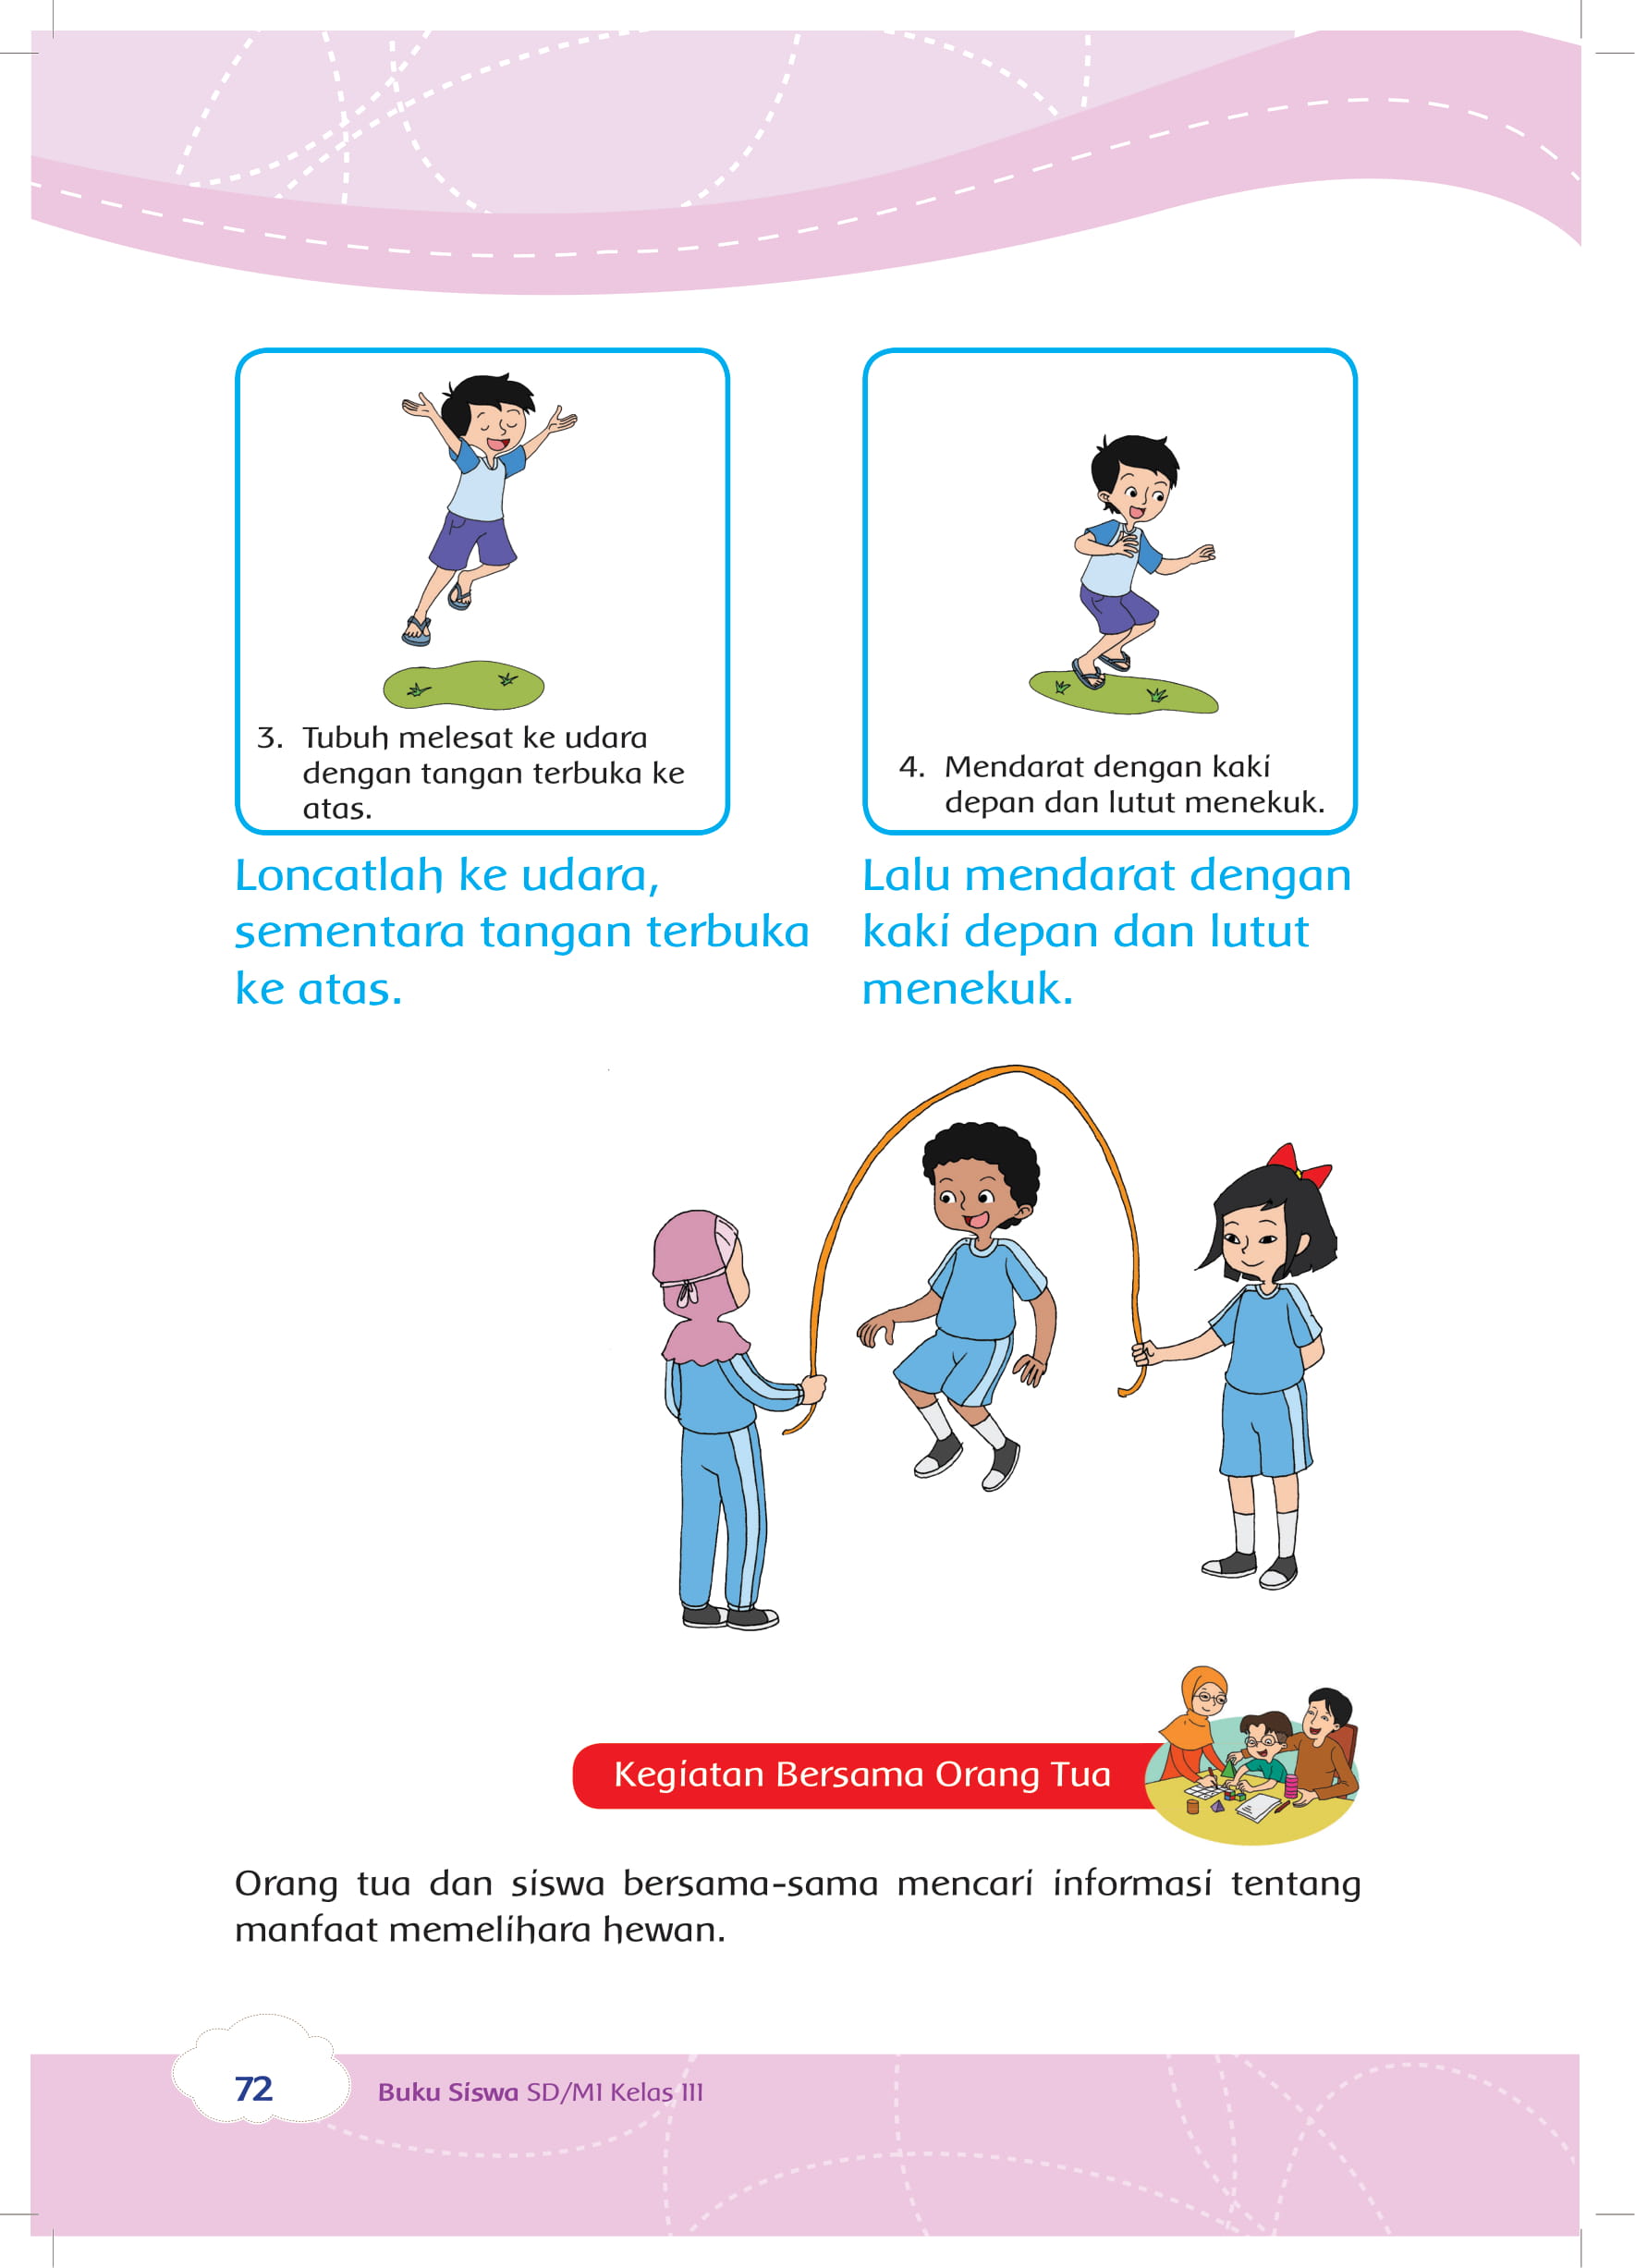 3. Tubuh melesat ke udara
dengan tangan terbuka ke
atas.
4. Mendarat dengan kaki
depan dan lutut menekuk.
Loncatlah ke udara,
sementara tangan terbuka
ke atas.
Lalu mendarat dengan
kaki depan dan lutut
menekuk.
Kegiatan Bersama Orang Tua
Orang tua dan siswa bersama-sama mencari informasi tentang
manfaat memelihara hewan.
72
Buku Siswa SD/MI Kelas III